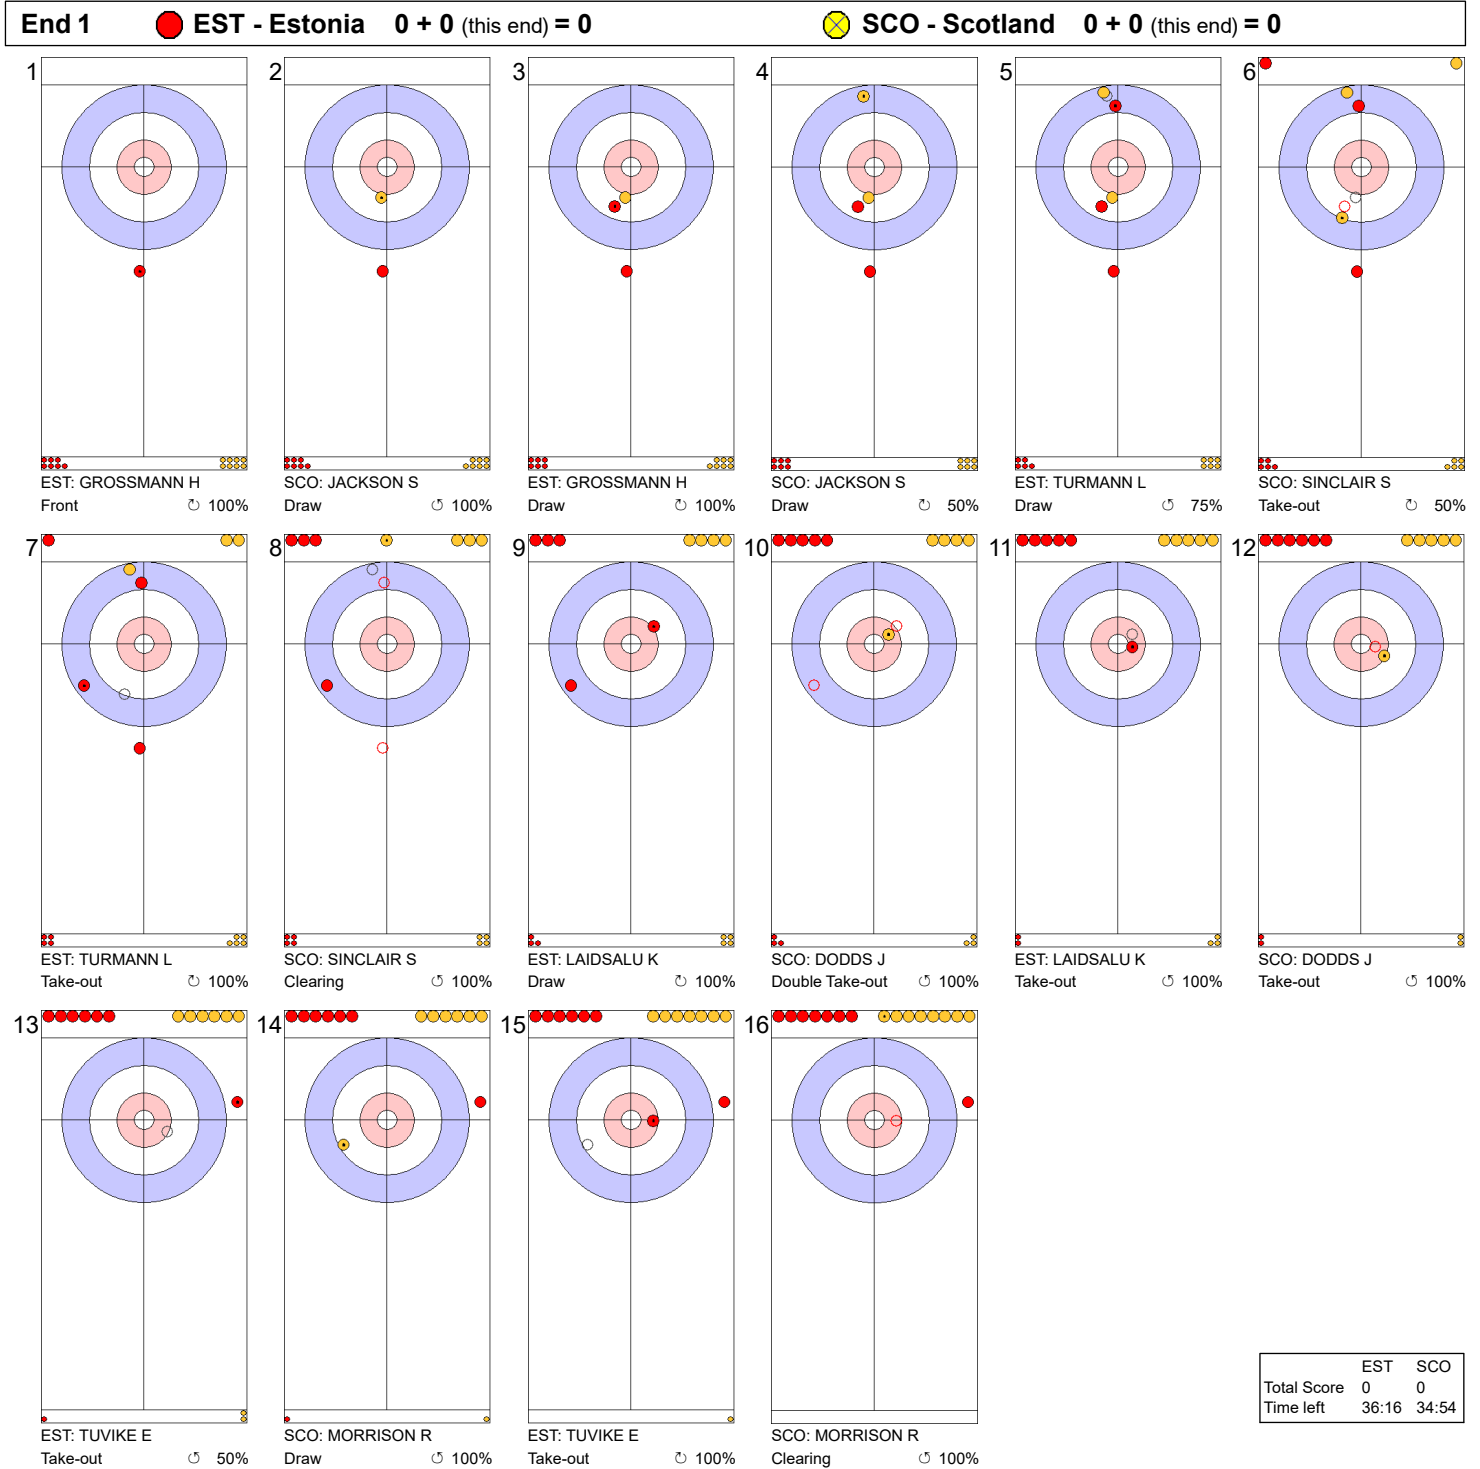 End 1 EST - Estonia 0 + 0 (this end) = 0 SCO - Scotland 0 + 0 (this end) = 0
1 2 3 4 5 6
EST: GROSSMANN H SCO: JACKSON S EST: GROSSMANN H SCO: JACKSON S EST: TURMANN L SCO: SINCLAIR S
Front ↻ 100% Draw ↺ 100% Draw ↻ 100% Draw ↺ 50% Draw ↻ 75% Take-out ↻ 50%
7 8 9 10 11 12
EST: TURMANN L SCO: SINCLAIR S EST: LAIDSALU K SCO: DODDS J EST: LAIDSALU K SCO: DODDS J
Take-out ↻ 100% Clearing ↺ 100% Draw ↻ 100% Double Take-out ↺ 100% Take-out ↻ 100% Take-out ↺ 100%
13 14 15 16
EST: TUVIKE E SCO: MORRISON R EST: TUVIKE E SCO: MORRISON R
Take-out ↺ 50% Draw ↺ 100% Take-out ↻ 100% Clearing ↺ 100%
EST SCO
Total Score 0 0
Time left 36:16 34:54